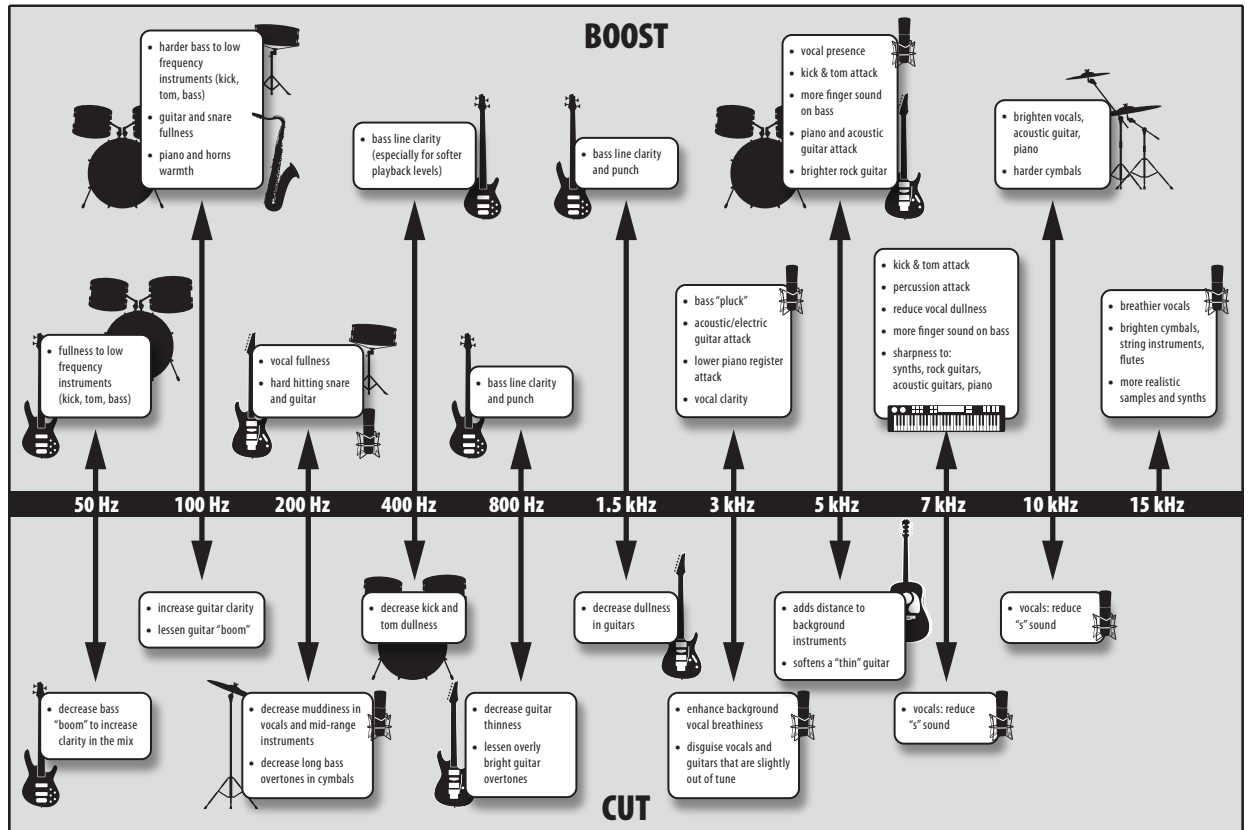 BOOST
• harder bass to low
frequency
instruments (kick,
tom, bass)
• guitar and snare
fullness
• piano and horns
warmth
• bass line clarity
(especially for softer
playback levels)
• bass line clarity
and punch
• vocal presence
• kick & tom attack
• more finger sound
on bass
• piano and acoustic
guitar attack
• brighter rock guitar
• brighten vocals,
acoustic guitar,
piano
• harder cymbals
• fullness to low
frequency
instruments
(kick, tom, bass)
• vocal fullness
• hard hitting snare
and guitar
• bass line clarity
and punch
• bass "pluck"
• acoustic/electric
guitar attack
• lower piano register
attack
• vocal clarity
• kick & tom attack
• percussion attack
• reduce vocal dullness
• more finger sound on bass
• sharpness to:
synths, rock guitars,
acoustic guitars, piano
• breathier vocals
• brighten cymbals,
string instruments,
flutes
• more realistic
samples and synths
50 Hz 100 Hz 200 Hz 400 Hz 800 Hz 1.5 kHz 3 kHz 5 kHz 7 kHz 10 kHz 15 kHz
• increase guitar clarity
• lessen guitar "boom"
• decrease kick and
tom dullness
• decrease dullness
in guitars
• adds distance to
background
instruments
• softens a "thin" guitar
• vocals: reduce
"s" sound
• decrease bass
"boom" to increase
clarity in the mix
• decrease muddiness in
vocals and mid-range
instruments
• decrease long bass
overtones in cymbals
• decrease guitar
thinness
• lessen overly
bright guitar
overtones
• enhance background
vocal breathiness
• disguise vocals and
guitars that are slightly
out of tune
• vocals: reduce
"s" sound
CUT